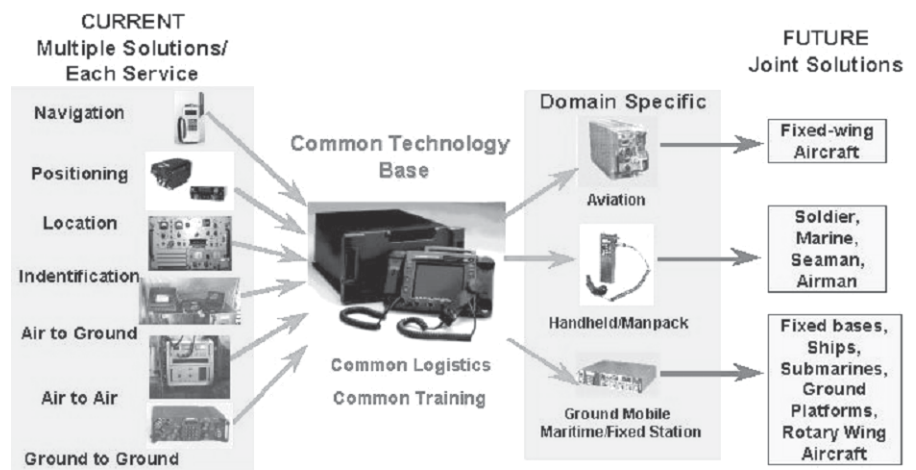 CURRENT
Multiple Solutions/
Each Service
Navigation
Positioning
Location
Indentification
Air to Ground
Air to Air
Ground to Ground
Common Technology
Base
Common Logistics
Common Training
Domain Specific
Aviation
Handheld/Manpack
Ground Mobile
Maritime/Fixed Station
FUTURE
Joint Solutions
Fixed-wing
Aircraft
Soldier,
Marine,
Seaman,
Airman
Fixed bases,
Ships,
Submarines,
Ground
Platforms,
Rotary Wing
Aircraft